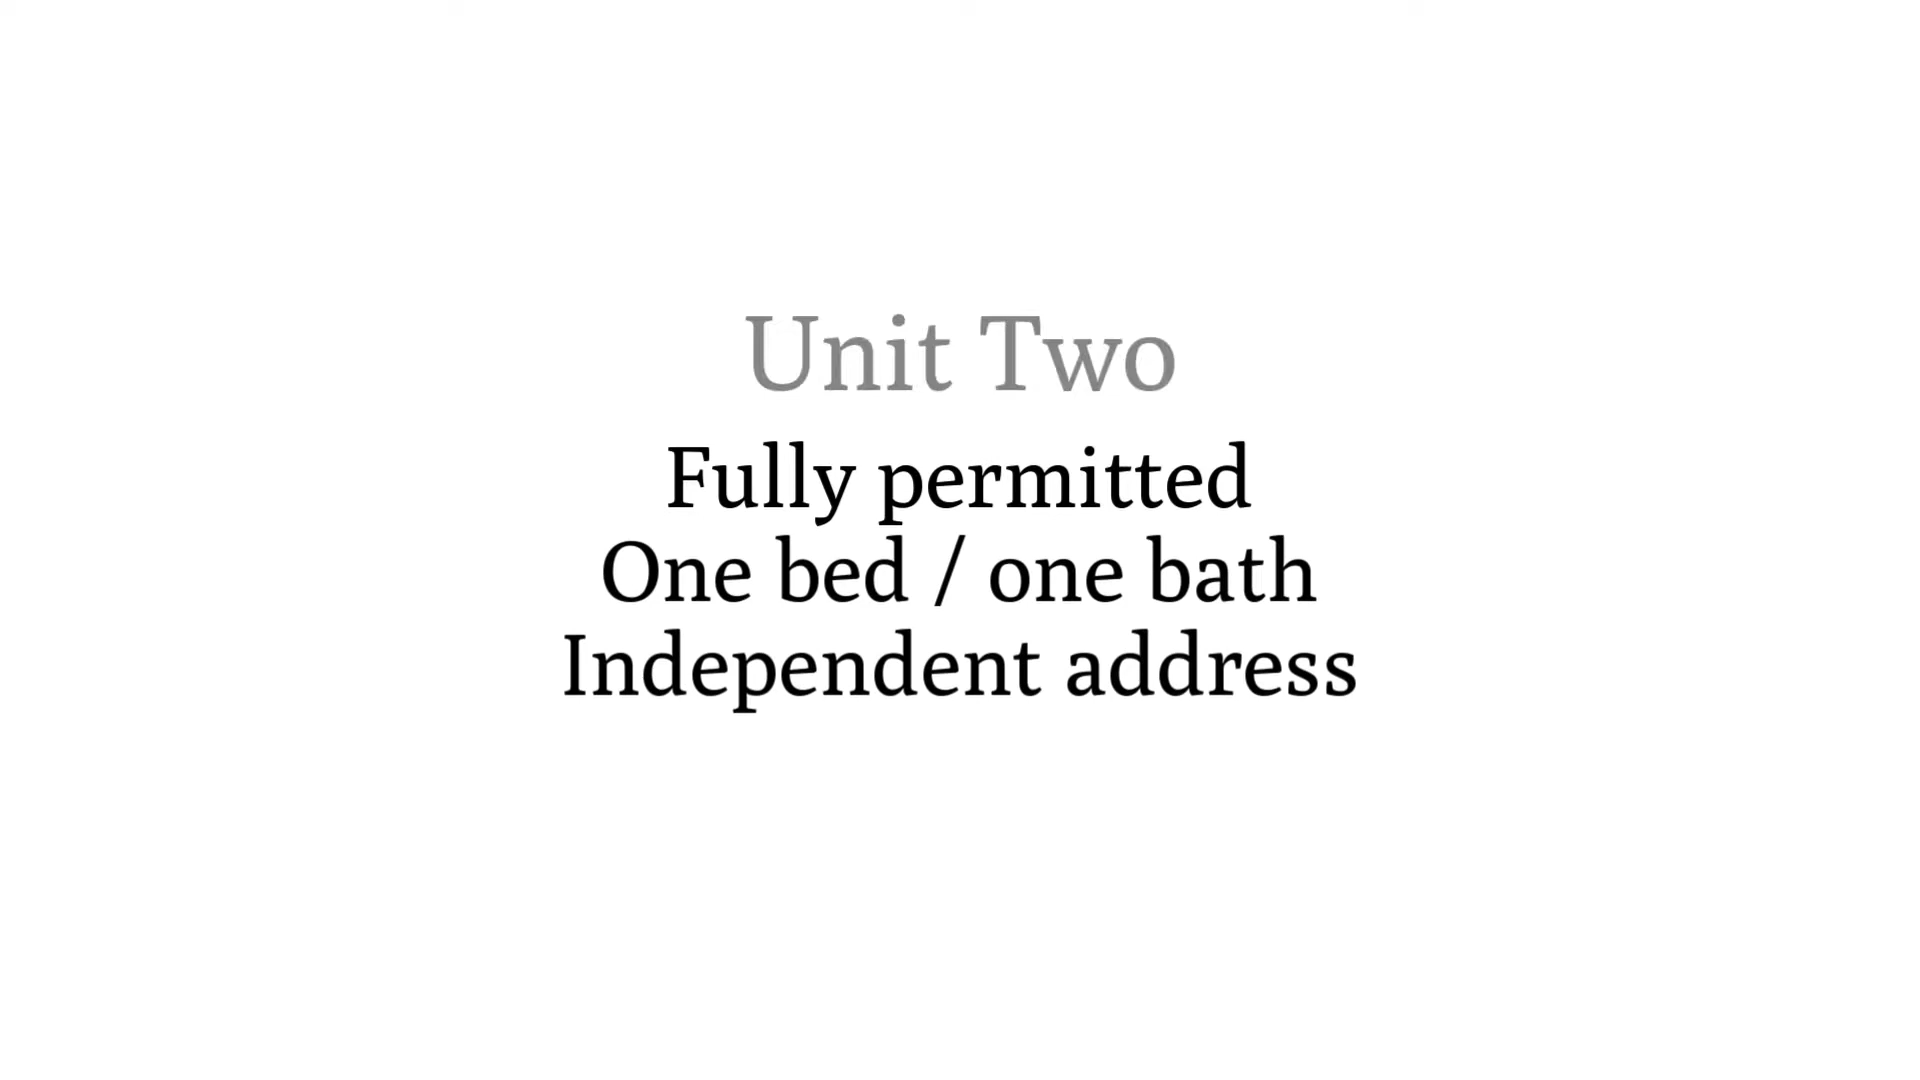 Unit Two
Fully permitted
One bed / one bath
Independent address